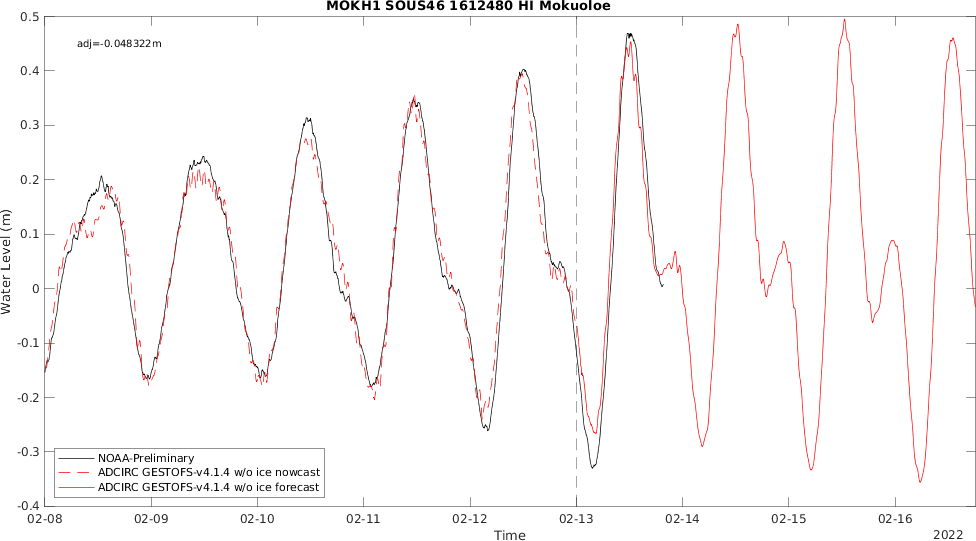 MOKH1 SOUS46 1612480 HI Mokuoloe
adj=-0.048322m
0.5
0.4
0.3
0.2
0.1
0
-0.1
-0.2
-0.3
-0.4
Water Level (m)
NOAA-Preliminary
ADCIRC GESTOFS-v4.1.4 w/o ice nowcast
ADCIRC GESTOFS-v4.1.4 w/o ice forecast
02-08 02-09 02-10 02-11 02-12 02-13 02-14 02-15 02-16
Time
2022